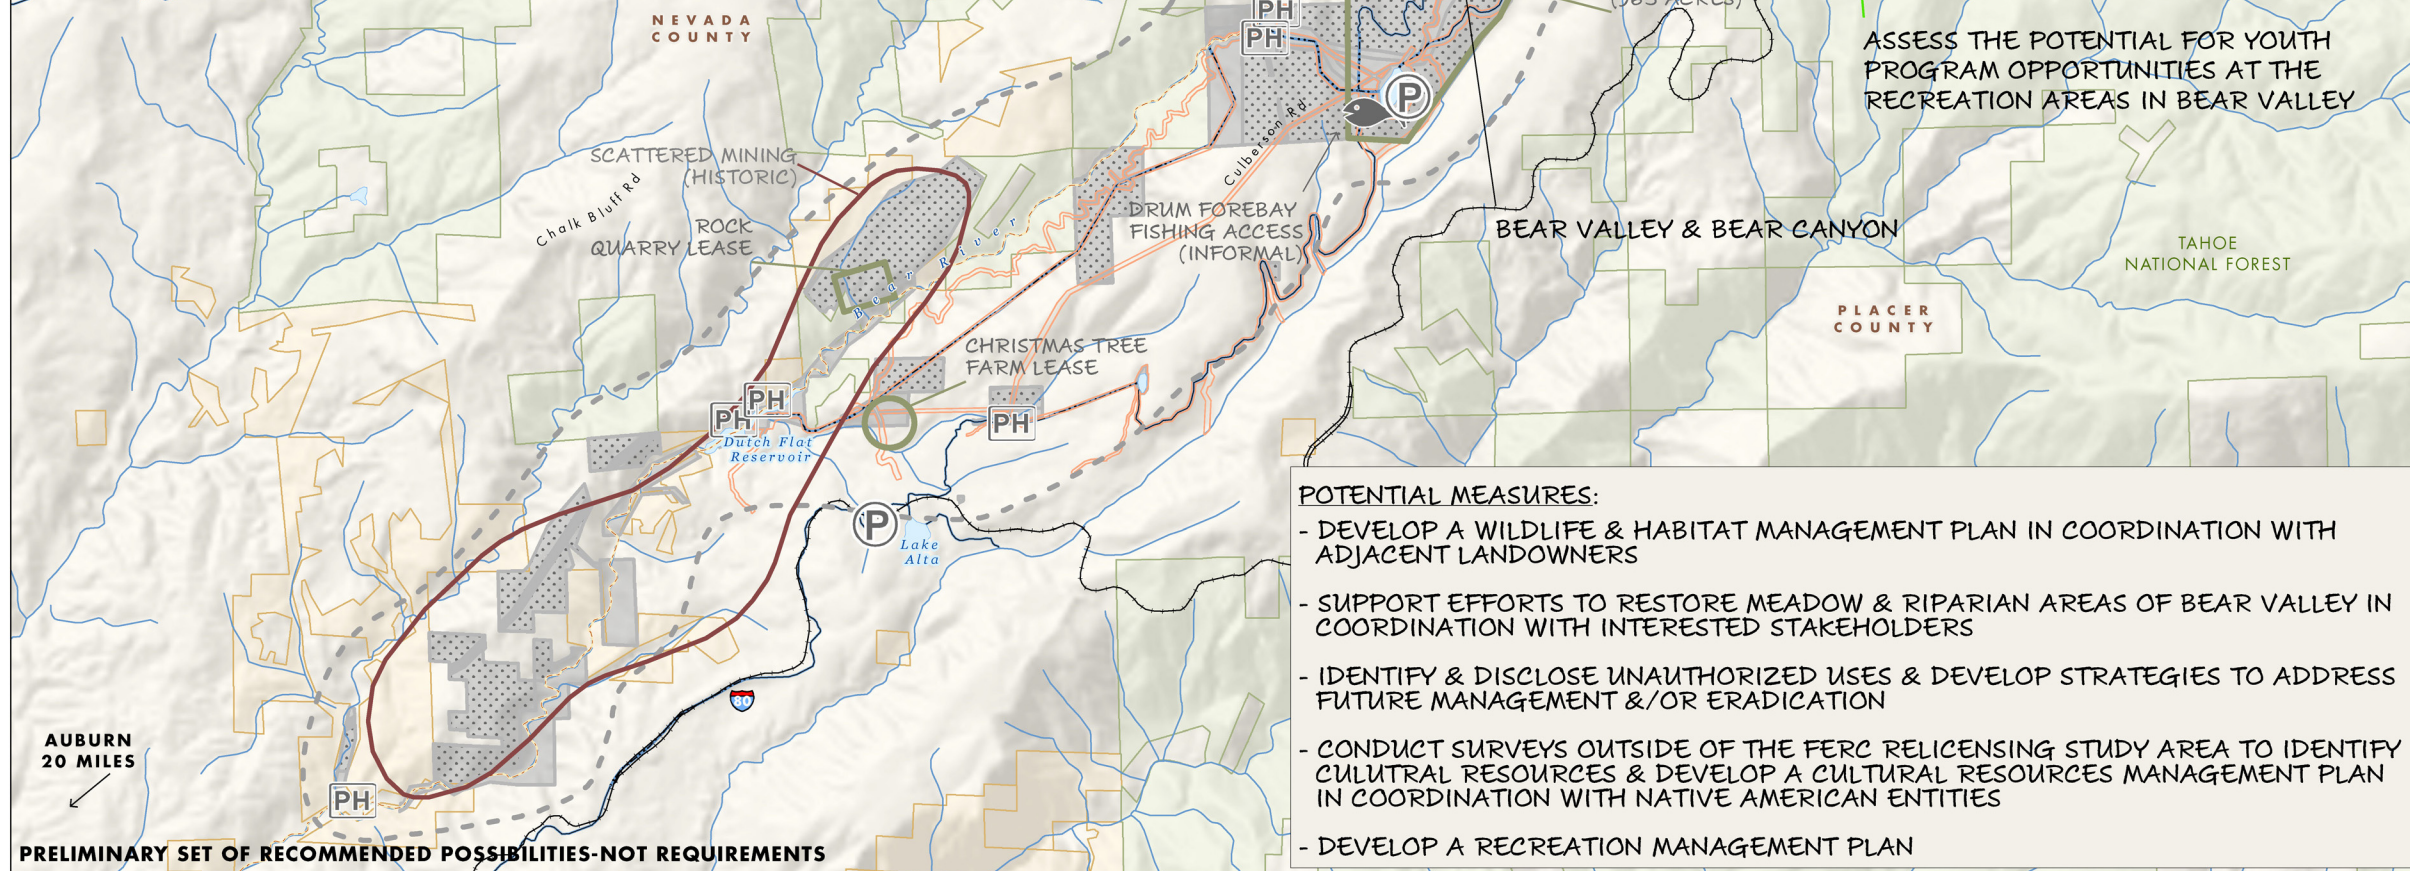 NEVADA
COUNTY
PH
PH
P
ASSESS THE POTENTIAL FOR YOUTH
PROGRAM OPPORTUNITIES AT THE
RECREATION AREAS IN BEAR VALLEY
SCATTERED MINING
(HISTORIC)
Chalk Bluff Rd
Culberson Rd
ROCK
QUARRY LEASE
Bear River
DRUM FOREBAY
FISHING ACCESS
(INFORMAL)
BEAR VALLEY & BEAR CANYON
TAHOE
NATIONAL FOREST
PLACER
COUNTY
CHRISTMAS TREE
FARM LEASE
PH
PH
PH
Dutch Flat
Reservoir
P
Lake
Alta
80
AUBURN
20 MILES
PH
PRELIMINARY SET OF RECOMMENDED POSSIBILITIES-NOT REQUIREMENTS
POTENTIAL MEASURES:
- DEVELOP A WILDLIFE & HABITAT MANAGEMENT PLAN IN COORDINATION WITH
ADJACENT LANDOWNERS
- SUPPORT EFFORTS TO RESTORE MEADOW & RIPARIAN AREAS OF BEAR VALLEY IN
COORDINATION WITH INTERESTED STAKEHOLDERS
- IDENTIFY & DISCLOSE UNAUTHORIZED USES & DEVELOP STRATEGIES TO ADDRESS
FUTURE MANAGEMENT &/OR ERADICATION
- CONDUCT SURVEYS OUTSIDE OF THE FERC RELICENSING STUDY AREA TO IDENTIFY
CULUTRAL RESOURCES & DEVELOP A CULTURAL RESOURCES MANAGEMENT PLAN
IN COORDINATION WITH NATIVE AMERICAN ENTITIES
- DEVELOP A RECREATION MANAGEMENT PLAN